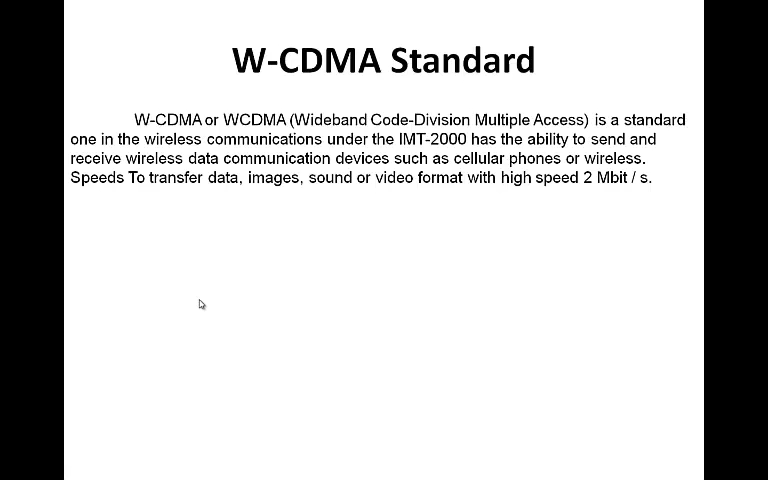 W-CDMA Standard
W-CDMA or WCDMA (Wideband Code-Division Multiple Access) is a standard
one in the wireless communications under the IMT-2000 has the ability to send and
receive wireless data communication devices such as cellular phones or wireless.
Speeds To transfer data, images, sound or video format with high speed 2 Mbit / s.